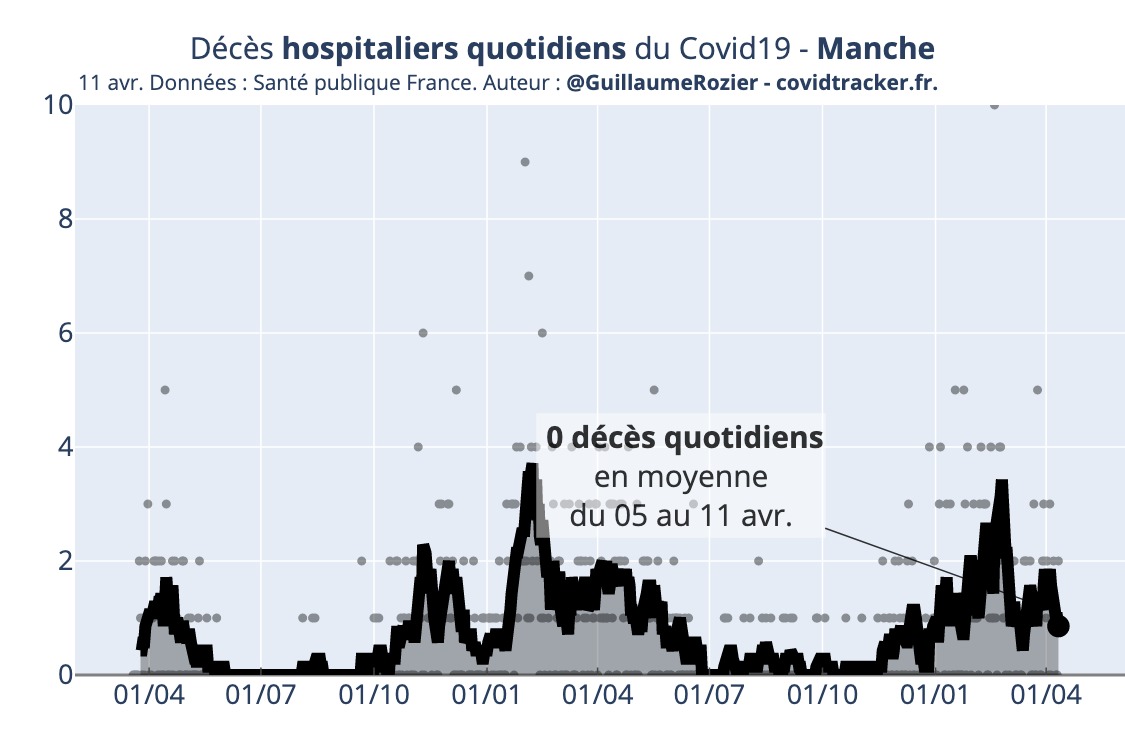 Décès hospitaliers quotidiens du Covid19 - Manche
11 avr. Données : Santé publique France. Auteur : @GuillaumeRozier - covidtracker.fr.
10
8
6
4
2
0
0 décès quotidiens
en moyenne
du 05 au 11 avr.
01/04 01/07 01/10 01/01 01/04 01/07 01/10 01/01 01/04